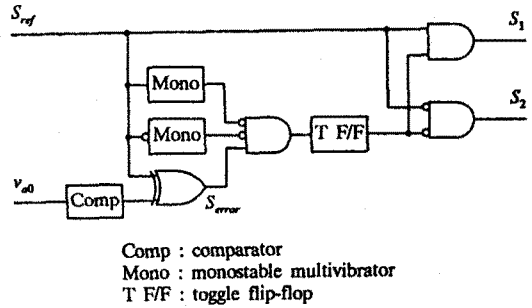 S_ref
S_1
Mono
S_2
Mono
T F/F
v_a0
Comp
S_error
Comp : comparator
Mono : monostable multivibrator
T F/F : toggle flip-flop